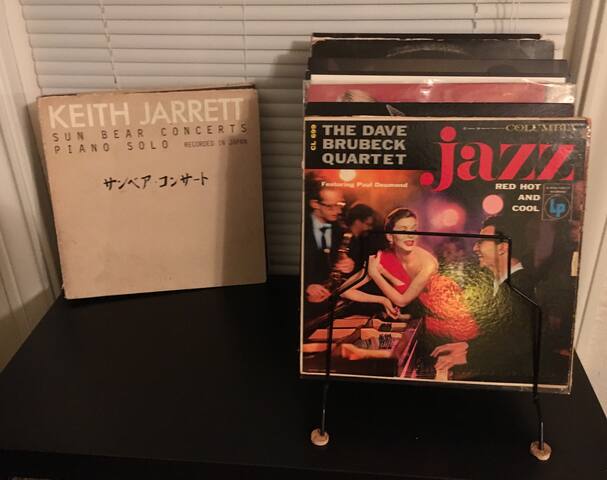 KEITH JARRETT
SUN BEAR CONCERTS
PIANO SOLO RECORDED IN JAPAN
サンベア・コンサート
CL 699
THE DAVE
BRUBECK
QUARTET
Featuring Paul Desmond
COLUMBIA
jazz
RED HOT
AND
COOL
Lp